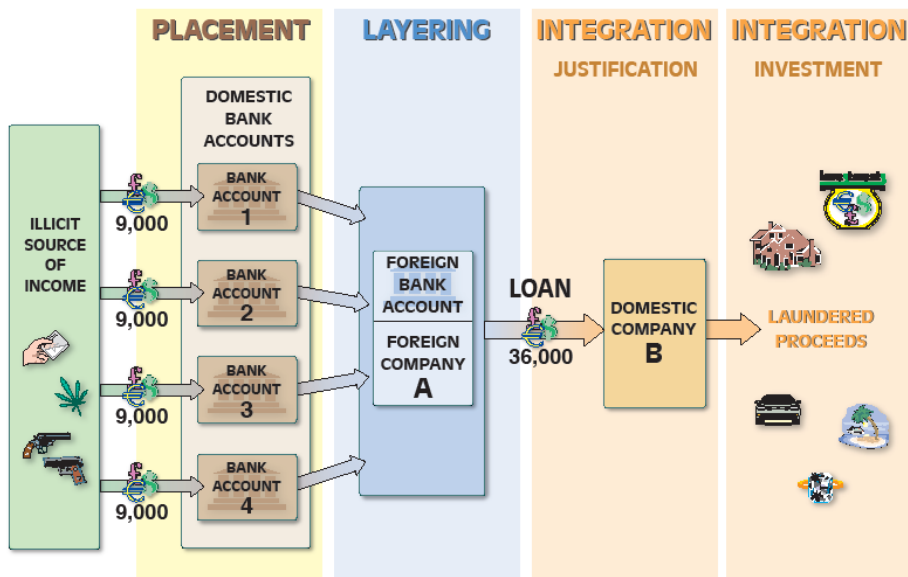 PLACEMENT
LAYERING
INTEGRATION
JUSTIFICATION
INTEGRATION
INVESTMENT
ILLICIT
SOURCE
OF
INCOME
9,000
9,000
9,000
9,000
DOMESTIC
BANK
ACCOUNTS
BANK
ACCOUNT
1
BANK
ACCOUNT
2
BANK
ACCOUNT
3
BANK
ACCOUNT
4
FOREIGN
BANK
ACCOUNT
FOREIGN
COMPANY
A
LOAN
36,000
DOMESTIC
COMPANY
B
LAUNDERED
PROCEEDS